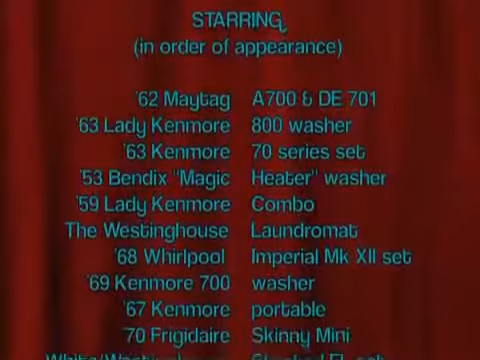 STARRING
(in order of appearance)
'62 Maytag A700 & DE 701
'63 Lady Kenmore 800 washer
'63 Kenmore 70 series set
'53 Bendix "Magic Heater" washer
'59 Lady Kenmore Combo
The Westinghouse Laundromat
'68 Whirlpool Imperial Mk XII set
'69 Kenmore 700 washer
'67 Kenmore portable
'70 Frigidaire Skinny Mini